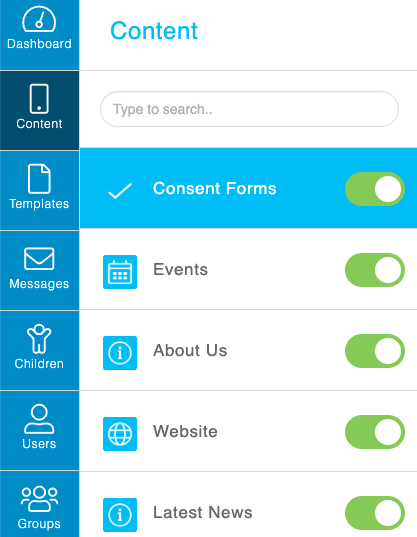 Dashboard
Content
Templates
Messages
Children
Users
Groups
Content
Type to search..
Consent Forms
Events
About Us
Website
Latest News